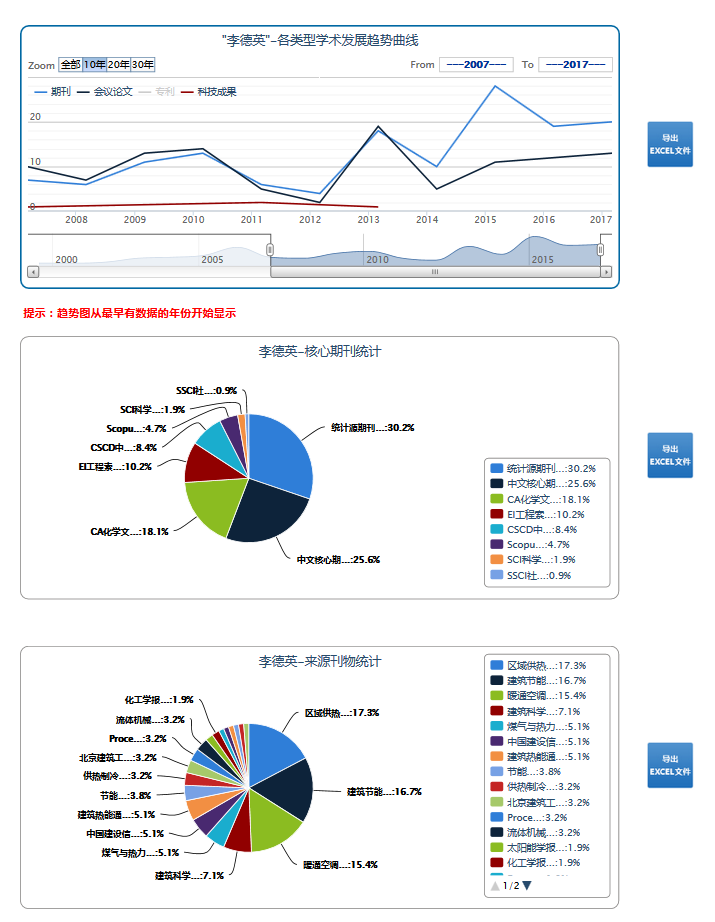 "李德英"-各类型学术发展趋势曲线
Zoom 全部 10年 20年 30年 From ---2007--- To ---2017---
期刊 会议论文 专利 科技成果
20
10
0
2008 2009 2010 2011 2012 2013 2014 2015 2016 2017
2000 2005 2010 2015
导出
EXCEL文件
提示：趋势图从最早有数据的年份开始显示
李德英-核心期刊统计
SSCI社...:0.9%
SCI科学...:1.9%
Scopu...:4.7%
CSCD中...:8.4%
EI工程索...:10.2%
CA化学文...:18.1%
统计源期刊...:30.2%
中文核心期...:25.6%
统计源期刊...:30.2%
中文核心期...:25.6%
CA化学文...:18.1%
EI工程索...:10.2%
CSCD中...:8.4%
Scopu...:4.7%
SCI科学...:1.9%
SSCI社...:0.9%
导出
EXCEL文件
李德英-来源刊物统计
化工学报...:1.9%
流体机械...:3.2%
Proce...:3.2%
北京建筑工...:3.2%
供热制冷...:3.2%
节能...:3.8%
建筑热能通...:5.1%
中国建设信...:5.1%
煤气与热力...:5.1%
建筑科学...:7.1%
区域供热...:17.3%
建筑节能...:16.7%
暖通空调...:15.4%
区域供热...:17.3%
建筑节能...:16.7%
暖通空调...:15.4%
建筑科学...:7.1%
煤气与热力...:5.1%
中国建设信...:5.1%
建筑热能通...:5.1%
节能...:3.8%
供热制冷...:3.2%
北京建筑工...:3.2%
Proce...:3.2%
流体机械...:3.2%
太阳能学报...:1.9%
化工学报...:1.9%
1/2
导出
EXCEL文件